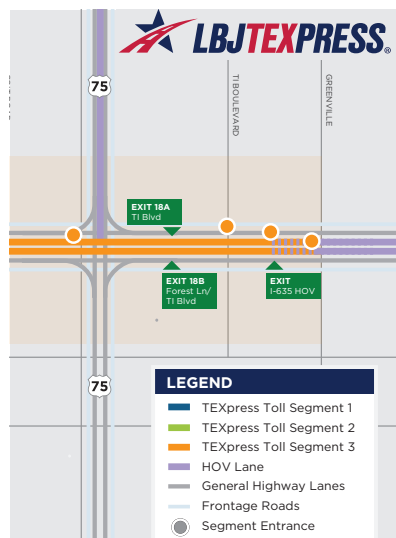 LBJTEXPRESS®
75
TI BOULEVARD
GREENVILLE
EXIT 18A
TI Blvd
EXIT 18B
Forest Ln/
TI Blvd
EXIT
I-635 HOV
75
LEGEND
TEXpress Toll Segment 1
TEXpress Toll Segment 2
TEXpress Toll Segment 3
HOV Lane
General Highway Lanes
Frontage Roads
Segment Entrance